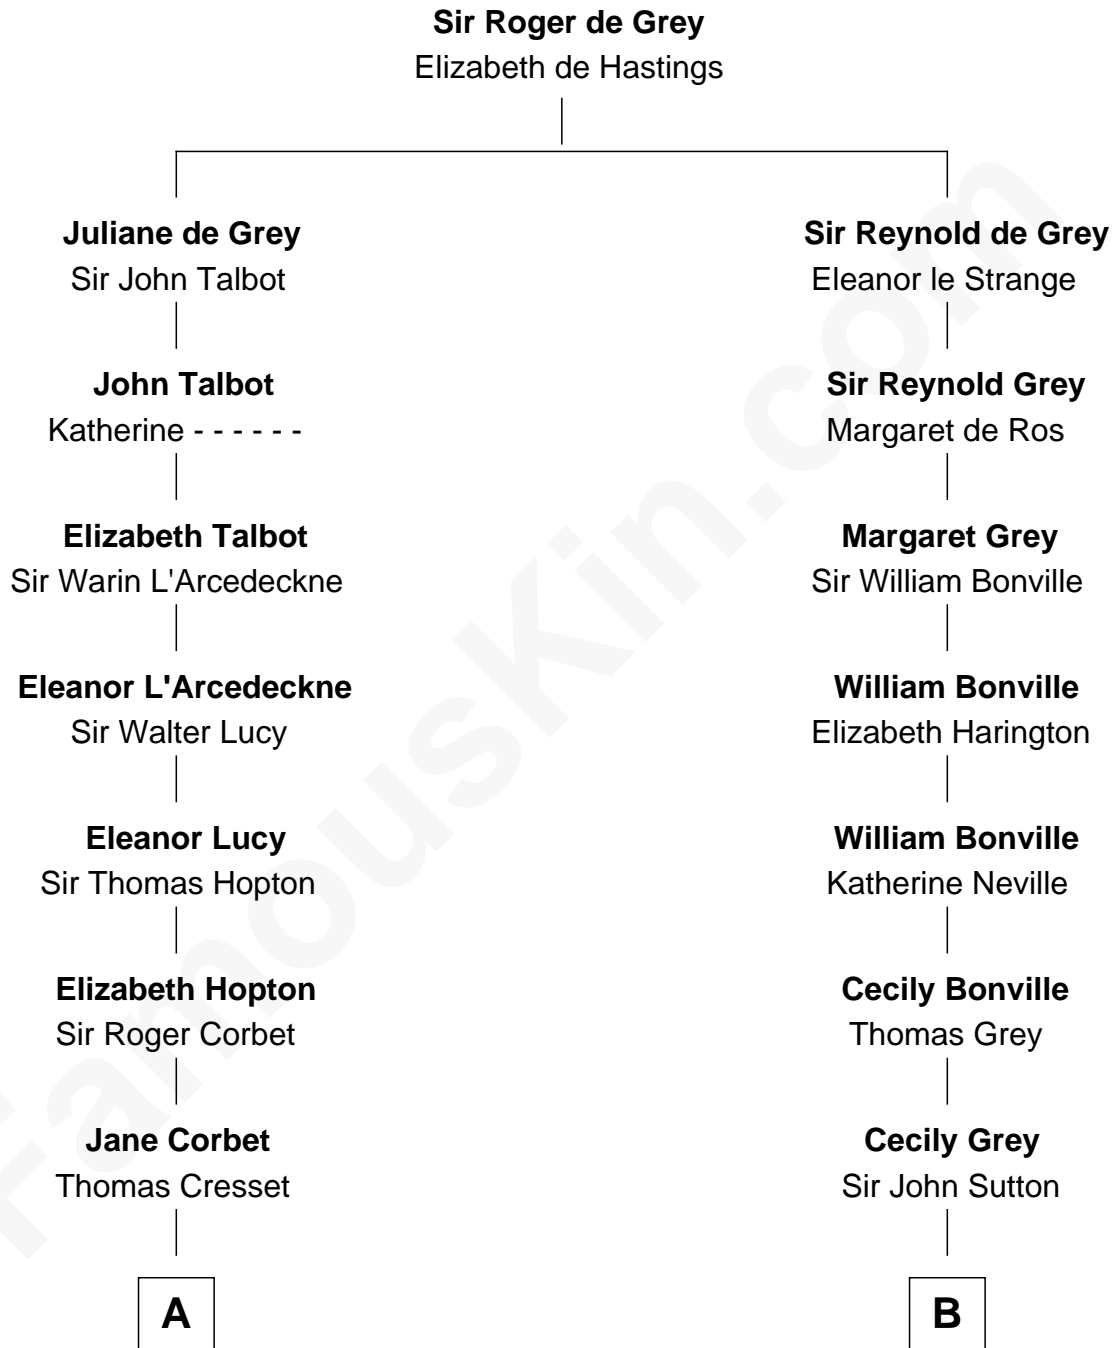 Sir Roger de Grey
Elizabeth de Hastings
Juliane de Grey
Sir John Talbot
Sir Reynold de Grey
Eleanor le Strange
John Talbot
Katherine - - - - - -
Sir Reynold Grey
Margaret de Ros
Elizabeth Talbot
Sir Warin L'Arcedeckne
Margaret Grey
Sir William Bonville
Eleanor L'Arcedeckne
Sir Walter Lucy
William Bonville
Elizabeth Harington
Eleanor Lucy
Sir Thomas Hopton
William Bonville
Katherine Neville
Elizabeth Hopton
Sir Roger Corbet
Cecily Bonville
Thomas Grey
Jane Corbet
Thomas Cresset
Cecily Grey
Sir John Sutton
A
B
FamousKin.com